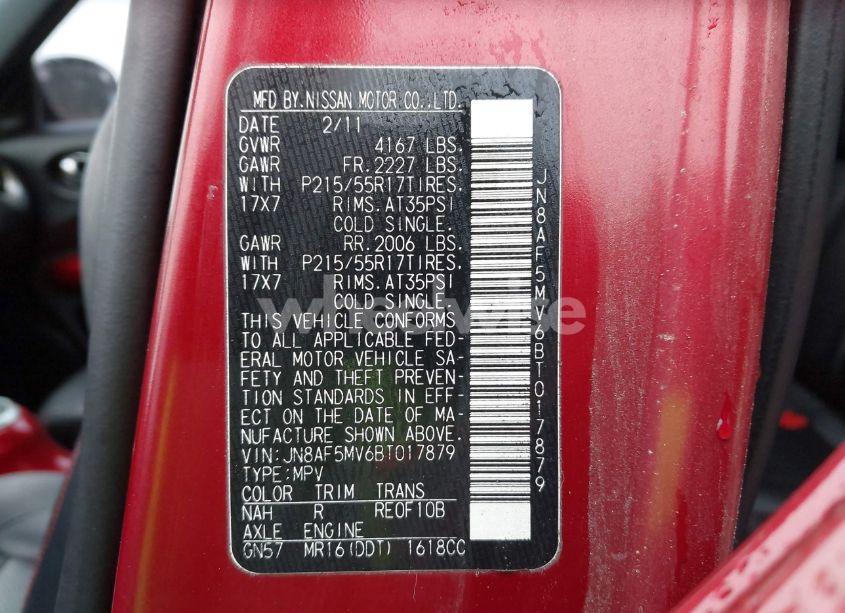 MFD BY.NISSAN MOTOR CO.,LTD.
DATE 2/11
GVWR 4167 LBS.
GAWR FR.2227 LBS.
WITH P215/55R17TIRES.
17X7 RIMS.AT35PSI
COLD SINGLE.
GAWR RR.2006 LBS.
WITH P215/55R17TIRES.
17X7 RIMS.AT35PSI
COLD SINGLE.
THIS VEHICLE CONFORMS
TO ALL APPLICABLE FED-
ERAL MOTOR VEHICLE SA-
FETY AND THEFT PREVEN-
TION STANDARDS IN EFF-
ECT ON THE DATE OF MA-
NUFACTURE SHOWN ABOVE.
VIN:JN8AF5MV6BT017879
TYPE:MPV
COLOR TRIM TRANS
NAH R RE0F10B
AXLE ENGINE
GN57 MR16(DDT) 1618CC
JN8AF5MV6BT017879